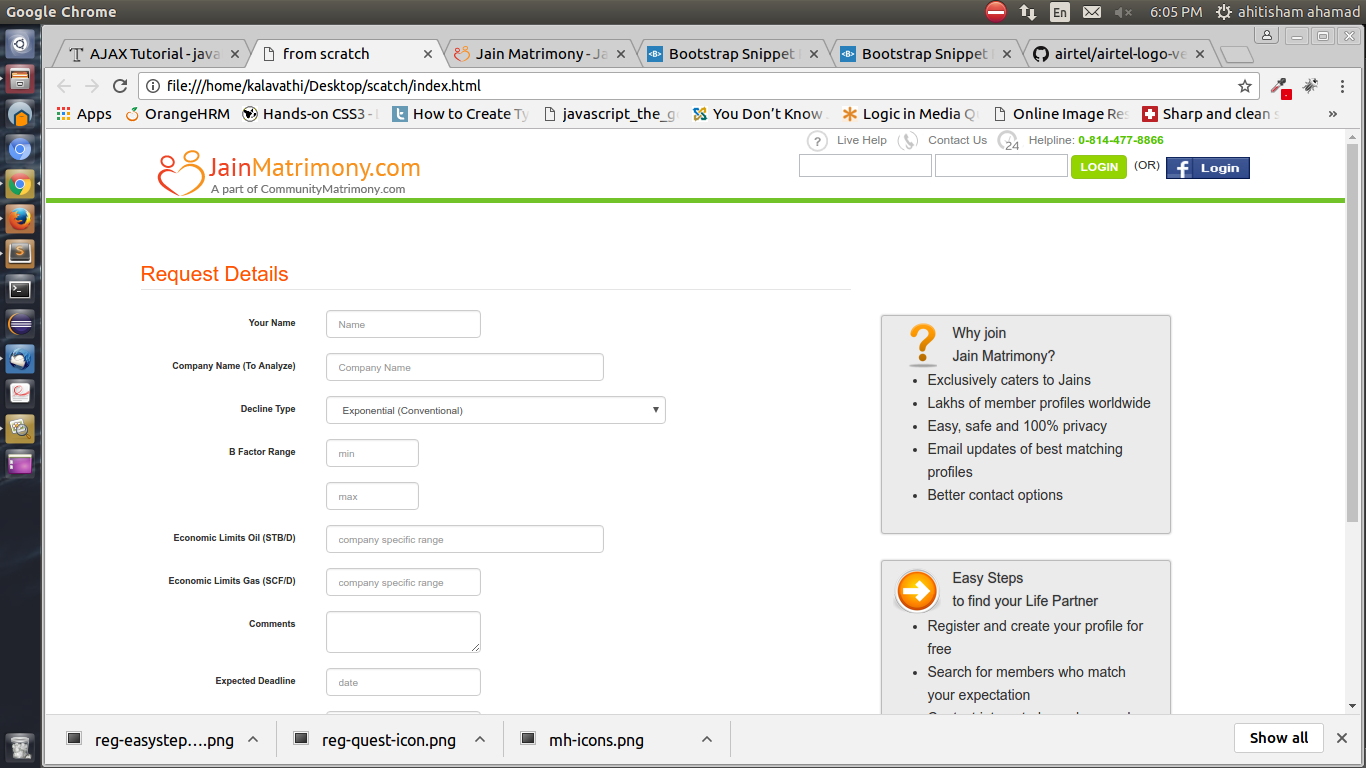 Google Chrome
En
6:05 PM
ahitisham ahamad
AJAX Tutorial - java
from scratch
Jain Matrimony - Ja
Bootstrap Snippet
Bootstrap Snippet
airtel/airtel-logo-ve
file:///home/kalavathi/Desktop/scatch/index.html
Apps
OrangeHRM
Hands-on CSS3 -
How to Create Ty
javascript_the_g
You Don't Know
Logic in Media Q
Online Image Res
Sharp and clean s
»
Live Help
Contact Us
24
Helpline: 0-814-477-8866
JainMatrimony.com
A part of CommunityMatrimony.com
LOGIN
(OR)
f Login
Request Details
Your Name
Name
Company Name (To Analyze)
Company Name
Decline Type
Exponential (Conventional)
B Factor Range
min
max
Economic Limits Oil (STB/D)
company specific range
Economic Limits Gas (SCF/D)
company specific range
Comments
Expected Deadline
date
?
Why join
Jain Matrimony?
• Exclusively caters to Jains
• Lakhs of member profiles worldwide
• Easy, safe and 100% privacy
• Email updates of best matching
profiles
• Better contact options
Easy Steps
to find your Life Partner
• Register and create your profile for
free
• Search for members who match
your expectation
reg-easystep....png
reg-quest-icon.png
mh-icons.png
Show all